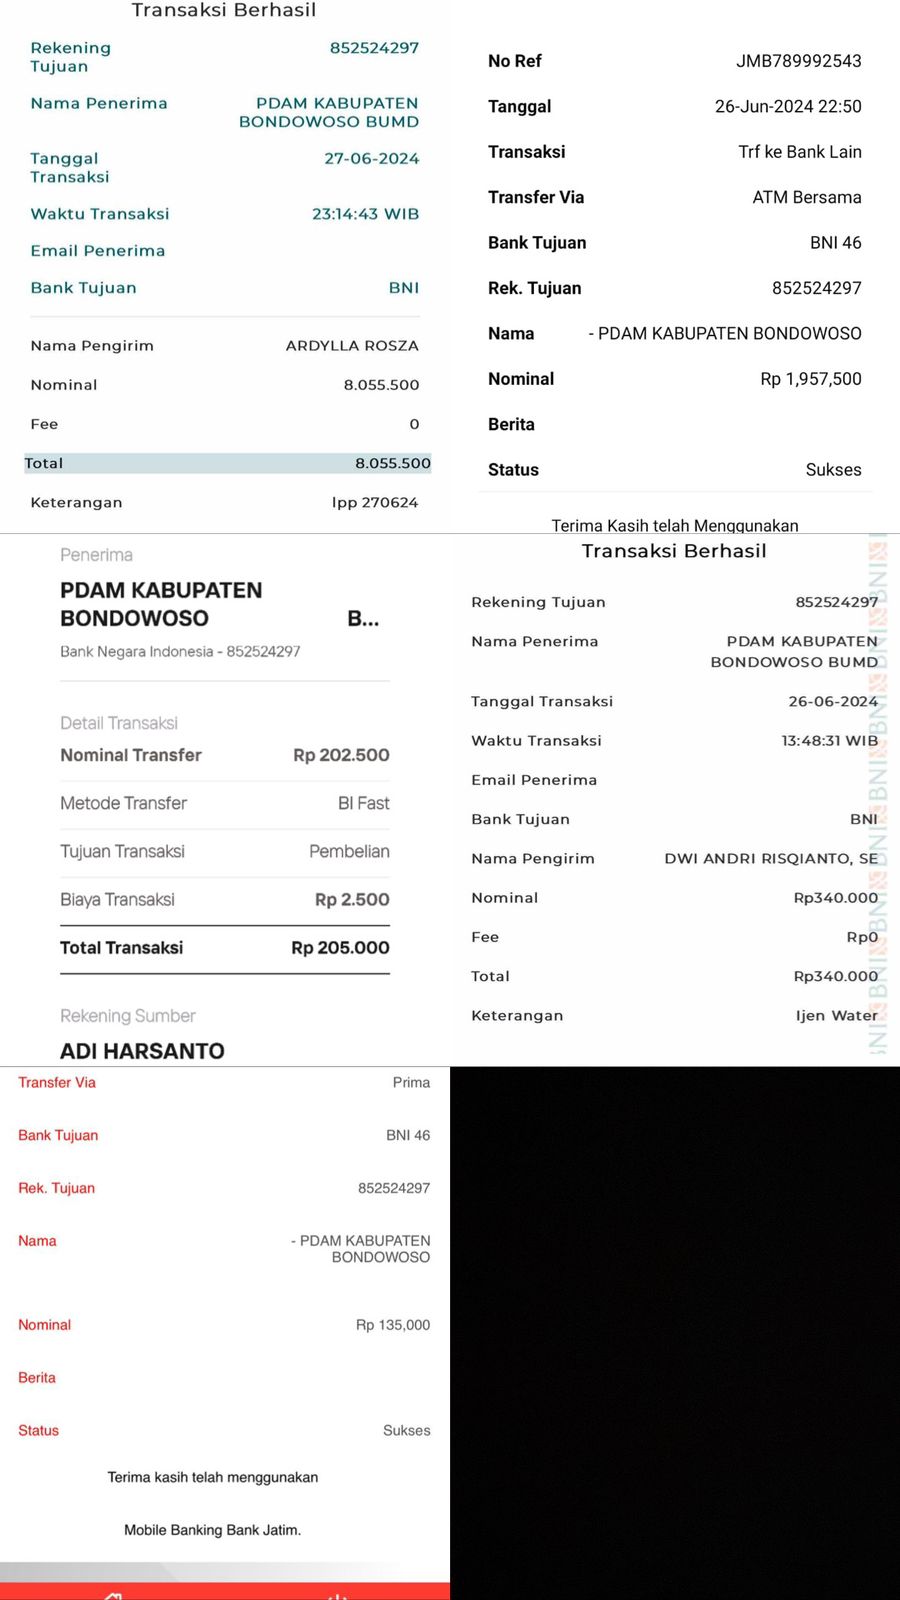 Transaksi Berhasil
Rekening Tujuan 852524297
Nama Penerima PDAM KABUPATEN BONDOWOSO BUMD
Tanggal Transaksi 27-06-2024
Waktu Transaksi 23:14:43 WIB
Email Penerima
Bank Tujuan BNI
Nama Pengirim ARDYLLA ROSZA
Nominal 8.055.500
Fee 0
Total 8.055.500
Keterangan lpp 270624
No Ref JMB789992543
Tanggal 26-Jun-2024 22:50
Transaksi Trf ke Bank Lain
Transfer Via ATM Bersama
Bank Tujuan BNI 46
Rek. Tujuan 852524297
Nama - PDAM KABUPATEN BONDOWOSO
Nominal Rp 1,957,500
Berita
Status Sukses
Terima Kasih telah Menggunakan
Penerima
PDAM KABUPATEN
BONDOWOSO B...
Bank Negara Indonesia - 852524297
Detail Transaksi
Nominal Transfer Rp 202.500
Metode Transfer BI Fast
Tujuan Transaksi Pembelian
Biaya Transaksi Rp 2.500
Total Transaksi Rp 205.000
Rekening Sumber
ADI HARSANTO
Transaksi Berhasil
Rekening Tujuan 852524297
Nama Penerima PDAM KABUPATEN
BONDOWOSO BUMD
Tanggal Transaksi 26-06-2024
Waktu Transaksi 13:48:31 WIB
Email Penerima
Bank Tujuan BNI
Nama Pengirim DWI ANDRI RISQIANTO, SE
Nominal Rp340.000
Fee Rp0
Total Rp340.000
Keterangan Ijen Water
BNI BNI BNI BNI BNI BNI
Transfer Via Prima
Bank Tujuan BNI 46
Rek. Tujuan 852524297
Nama - PDAM KABUPATEN
BONDOWOSO
Nominal Rp 135,000
Berita
Status Sukses
Terima kasih telah menggunakan
Mobile Banking Bank Jatim.